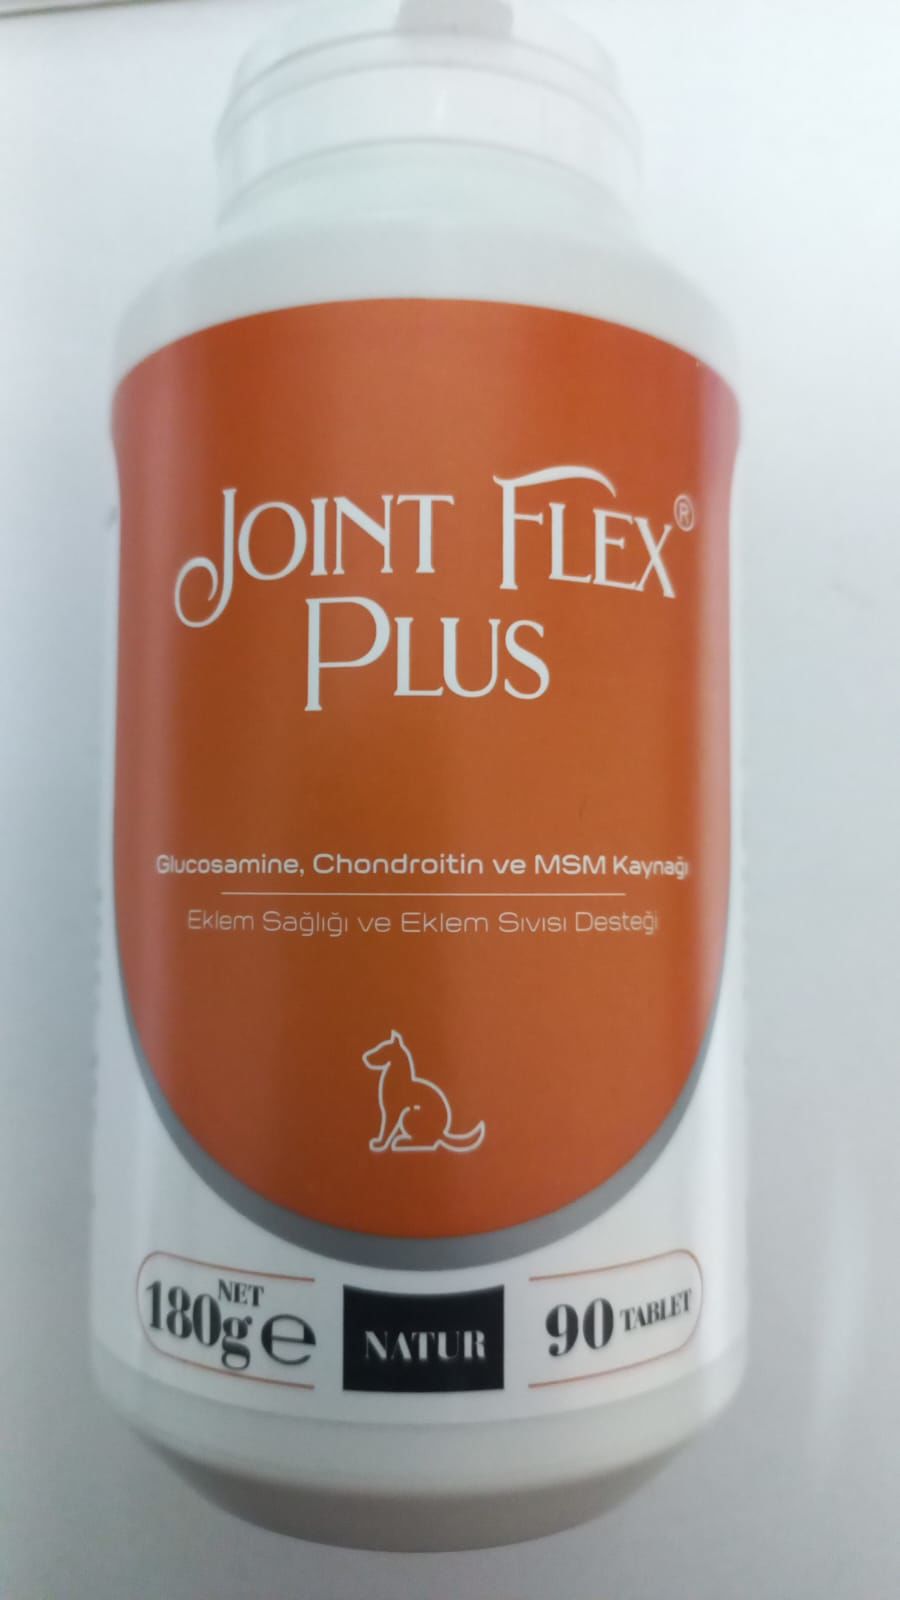 JOINT FLEX®
PLUS
Glucosamine, Chondroitin ve MSM Kaynağı
Eklem Sağlığı ve Eklem Sıvısı Desteği
NET
180g e
NATUR
90 TABLET